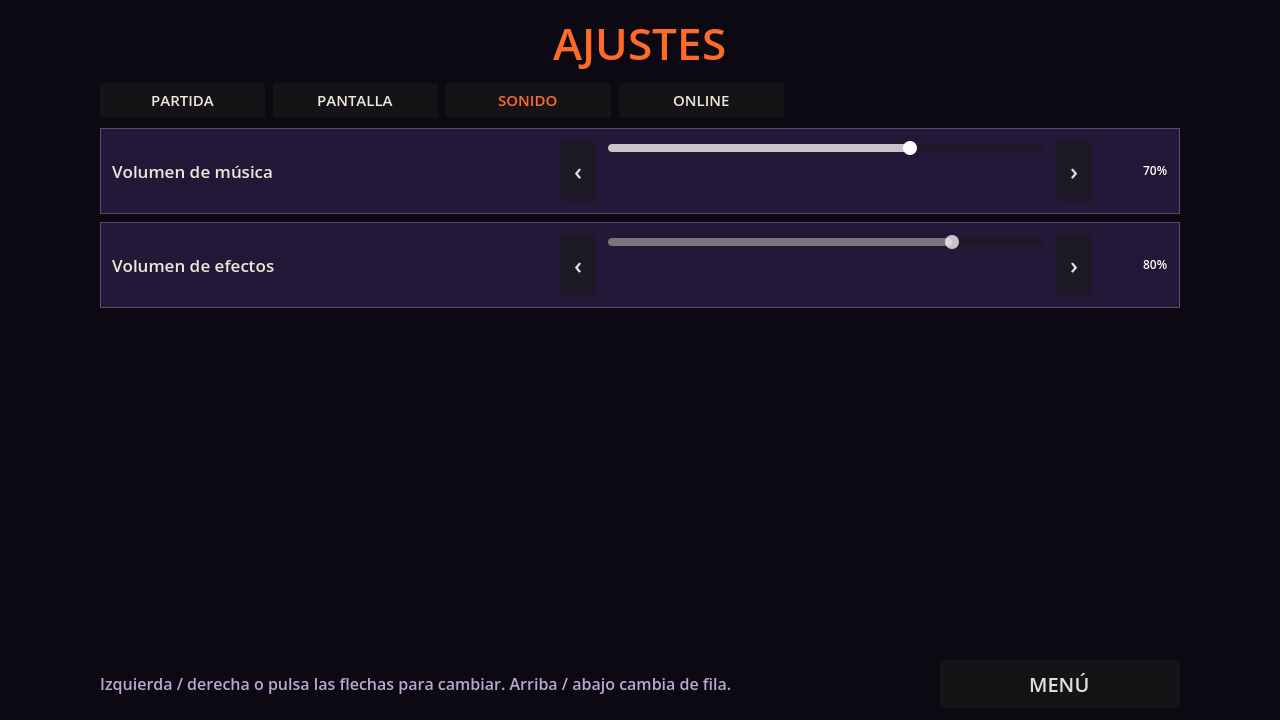 AJUSTES
PARTIDA PANTALLA SONIDO ONLINE
Volumen de música ‹ › 70%
Volumen de efectos ‹ › 80%
Izquierda / derecha o pulsa las flechas para cambiar. Arriba / abajo cambia de fila.
MENÚ